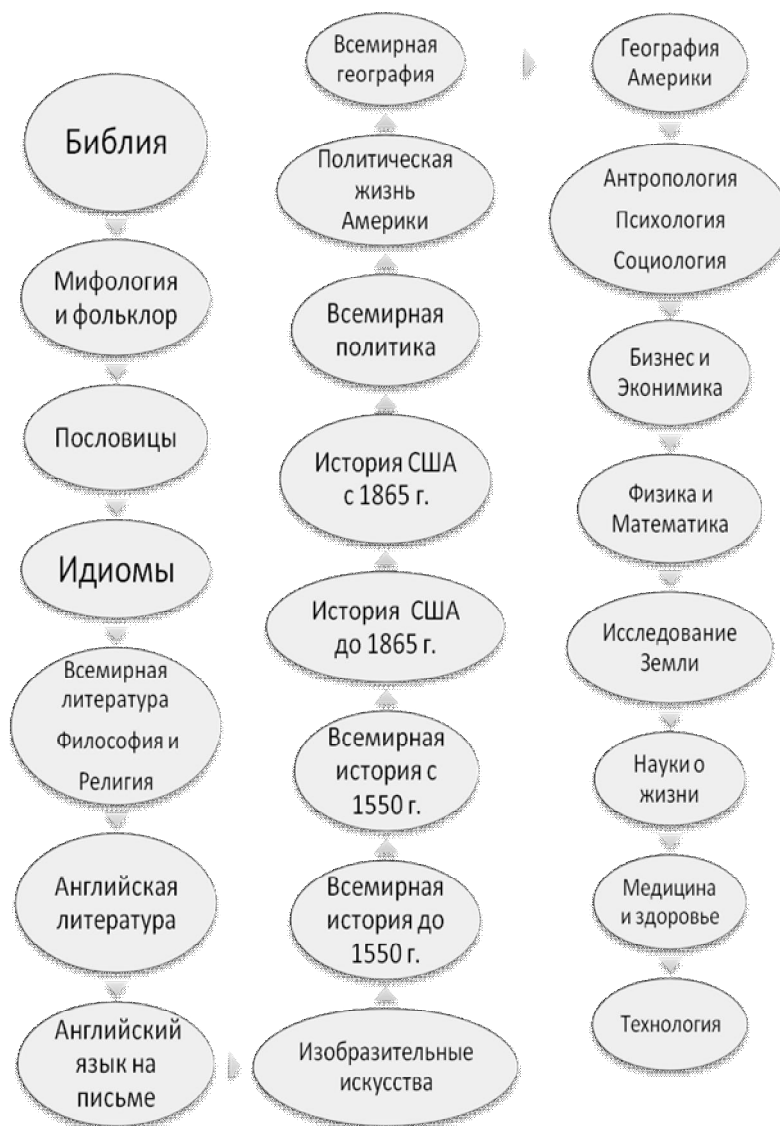 Библия
Мифология
и фольклор
Пословицы
Идиомы
Всемирная
литература
Философия и
Религия
Английская
литература
Английский
язык на
письме
Изобразительные
искусства
Всемирная
история до
1550 г.
Всемирная
история с
1550 г.
История США
до 1865 г.
История США
с 1865 г.
Всемирная
политика
Политическая
жизнь
Америки
Всемирная
география
География
Америки
Антропология
Психология
Социология
Бизнес и
Эконимика
Физика и
Математика
Исследование
Земли
Науки о
жизни
Медицина
и здоровье
Технология